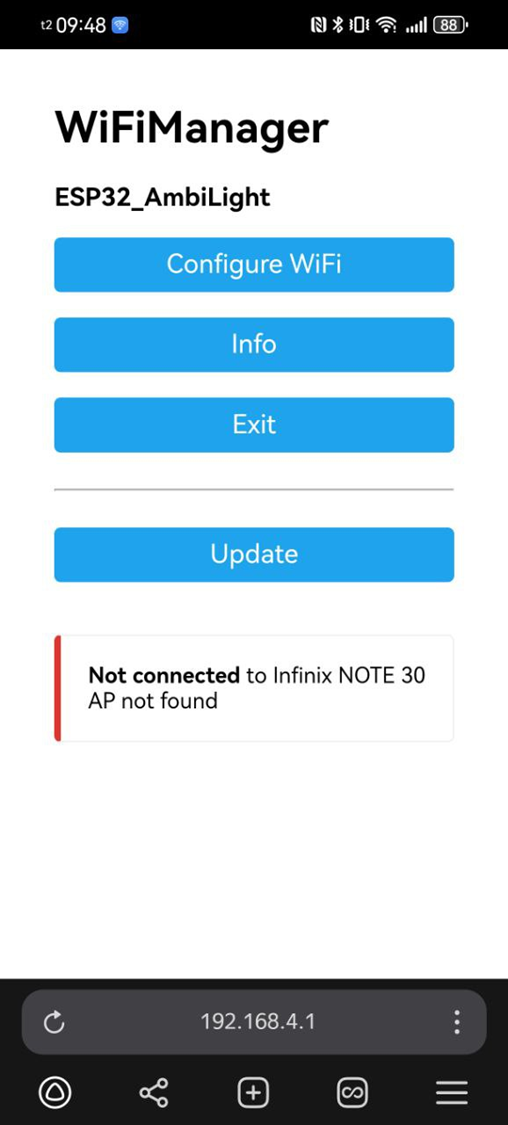 t2 09:48 88
WiFiManager
ESP32_AmbiLight
Configure WiFi
Info
Exit
Update
Not connected to Infinix NOTE 30
AP not found
192.168.4.1